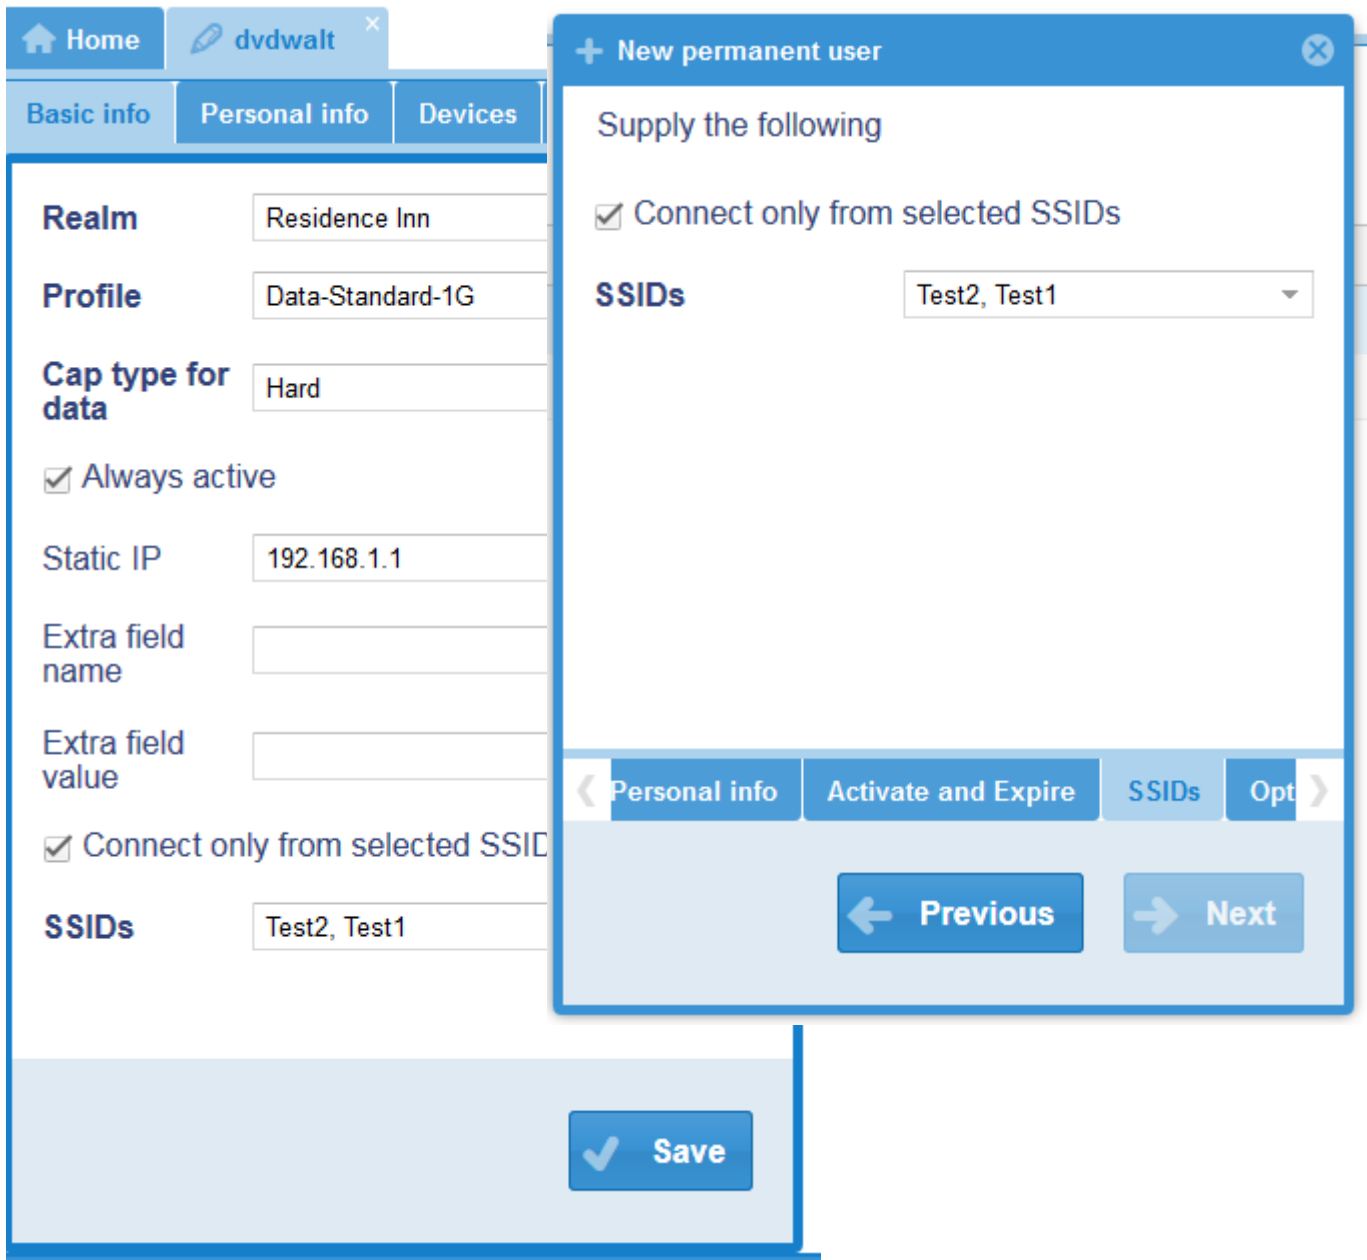 Home
dvdwalt
Basic info
Personal info
Devices
Realm
Residence Inn
Profile
Data-Standard-1G
Cap type for
data
Hard
Always active
Static IP
192.168.1.1
Extra field
name
Extra field
value
Connect only from selected SSID
SSIDs
Test2, Test1
Save
New permanent user
Supply the following
Connect only from selected SSIDs
SSIDs
Test2, Test1
Personal info
Activate and Expire
SSIDs
Opt
Previous
Next